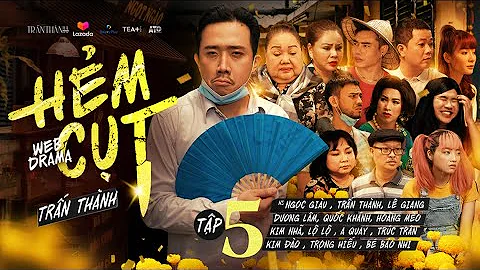 TRẤN THÀNH Lazada TEA+
HẺM
WEB DRAMA
CỤT
TRẤN THÀNH
TẬP 5
NGỌC GIÀU, TRẤN THÀNH, LÊ GIANG
DƯƠNG LÂM, QUỐC KHÁNH, HOÀNG MÈO
KIM NHÃ, LỘ LỘ, A QUAY, TRÚC TRẦN
KIM ĐÀO, TRỌNG HIẾU, BÉ BẢO NHI